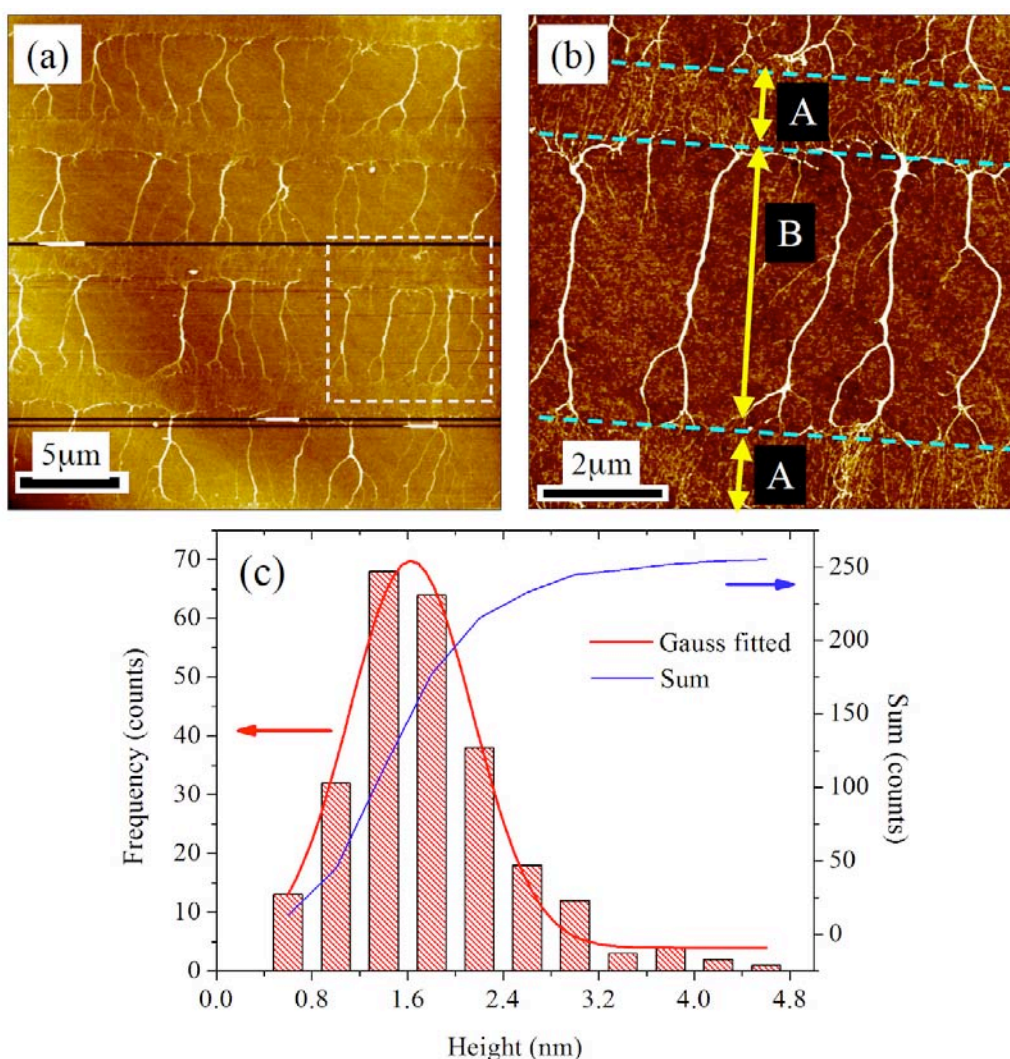 (a)
5μm
(b)
A
B
A
2μm
(c)
70
60
50
40
30
20
10
0
Frequency (counts)
0.0 0.8 1.6 2.4 3.2 4.0 4.8
Height (nm)
Gauss fitted
Sum
250
200
150
100
50
0
Sum (counts)